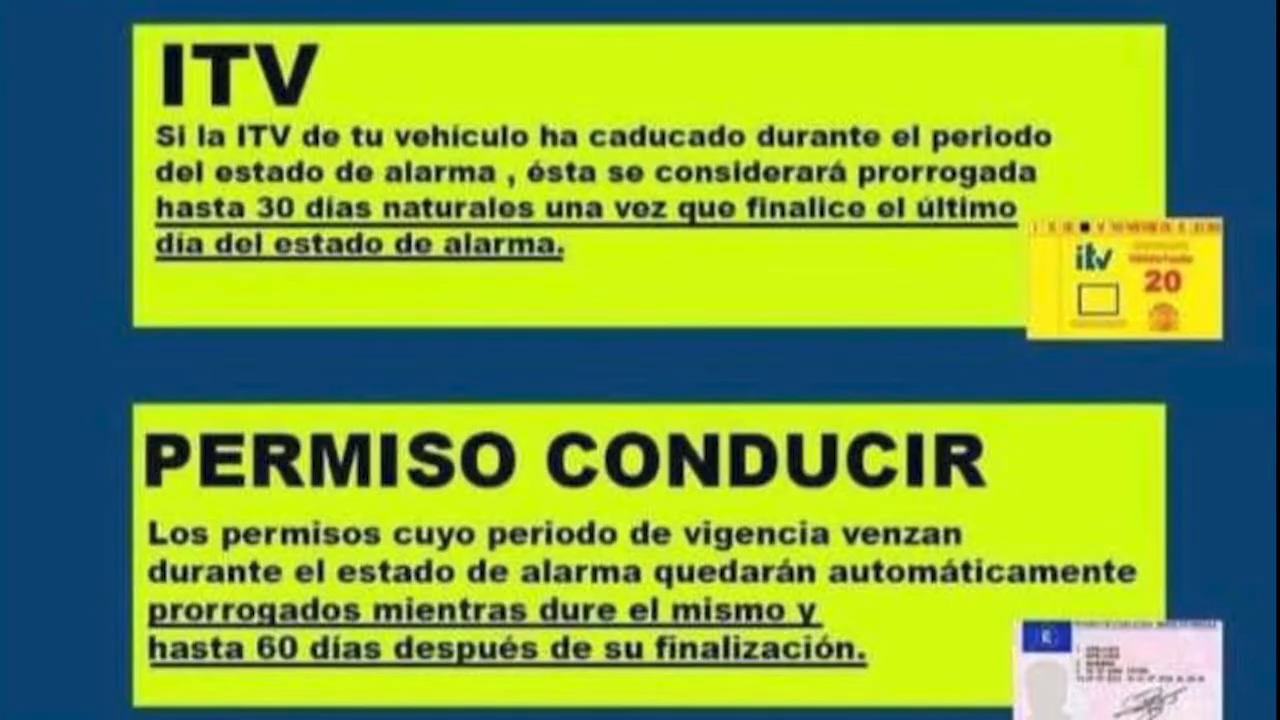 ITV
Si la ITV de tu vehículo ha caducado durante el periodo
del estado de alarma , ésta se considerará prorrogada
hasta 30 días naturales una vez que finalice el último
día del estado de alarma.
itv
20
PERMISO CONDUCIR
Los permisos cuyo periodo de vigencia venzan
durante el estado de alarma quedarán automáticamente
prorrogados mientras dure el mismo y
hasta 60 días después de su finalización.
E